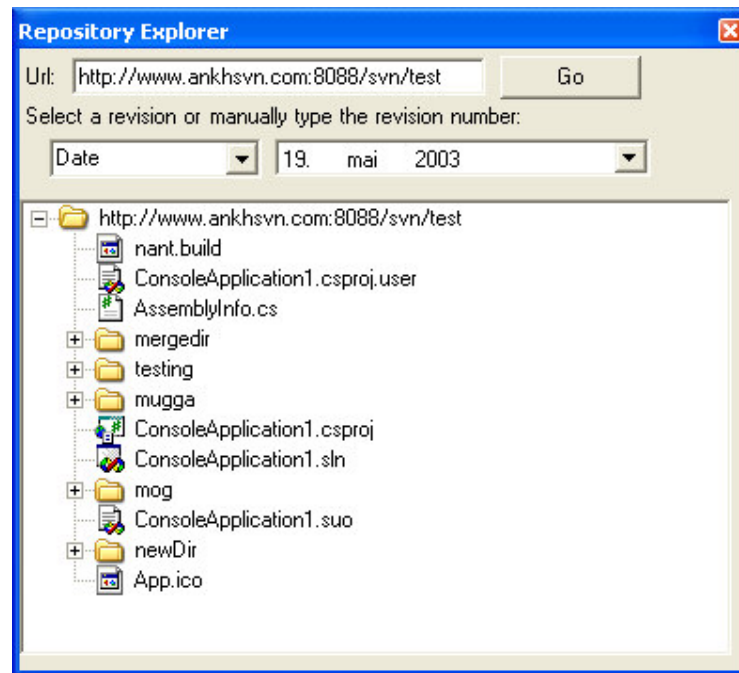 Repository Explorer
Url: http://www.ankhsvn.com:8088/svn/test Go
Select a revision or manually type the revision number:
Date 19. mai 2003
http://www.ankhsvn.com:8088/svn/test
nant.build
ConsoleApplication1.csproj.user
AssemblyInfo.cs
mergedir
testing
mugga
ConsoleApplication1.csproj
ConsoleApplication1.sln
mog
ConsoleApplication1.suo
newDir
App.ico